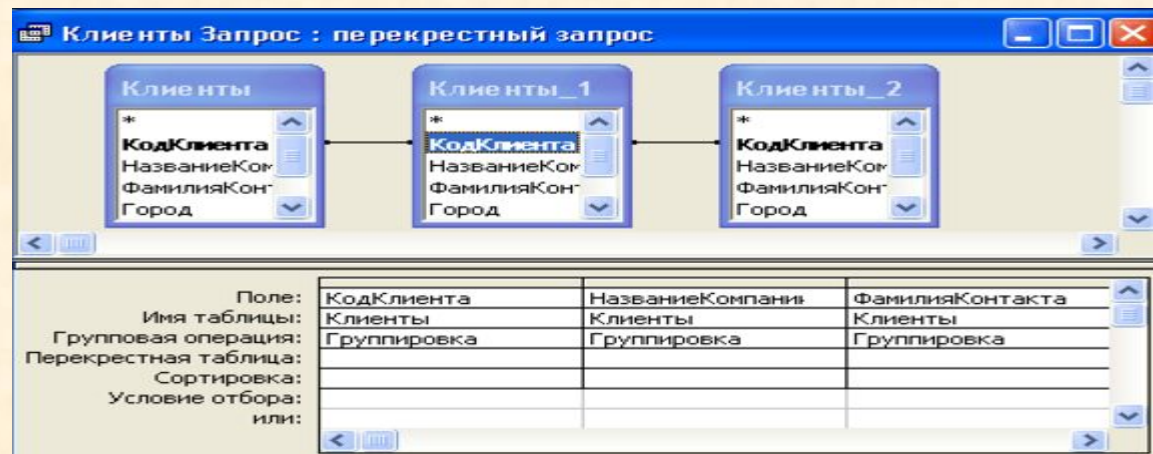 Клиенты Запрос : перекрестный запрос
Клиенты
*
КодКлиента
НазваниеКом
ФамилияКонт
Город
Клиенты_1
*
КодКлиента
НазваниеКом
ФамилияКонт
Город
Клиенты_2
*
КодКлиента
НазваниеКом
ФамилияКонт
Город
Поле: КодКлиента НазваниеКомпании ФамилияКонтакта
Имя таблицы: Клиенты Клиенты Клиенты
Групповая операция: Группировка Группировка Группировка
Перекрестная таблица:
Сортировка:
Условие отбора:
или: